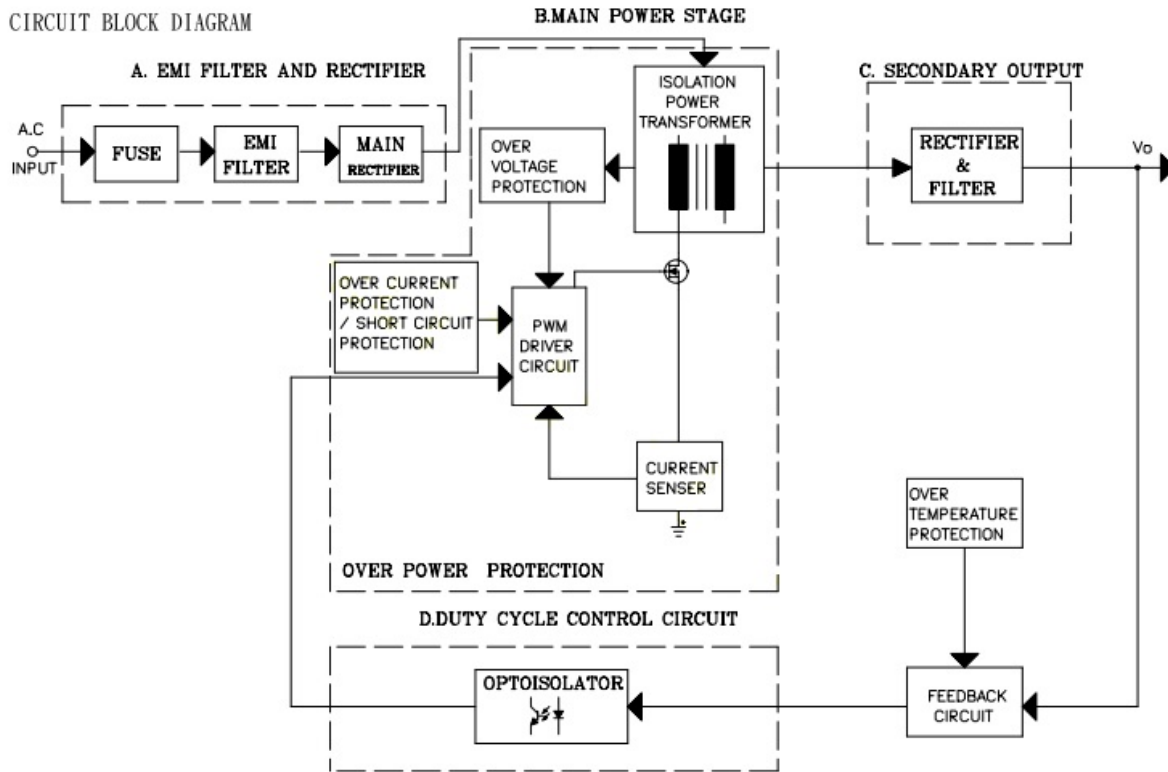 CIRCUIT BLOCK DIAGRAM
B.MAIN POWER STAGE
A. EMI FILTER AND RECTIFIER
C. SECONDARY OUTPUT
A.C
INPUT
FUSE
EMI
FILTER
MAIN
RECTIFIER
OVER
VOLTAGE
PROTECTION
ISOLATION
POWER
TRANSFORMER
RECTIFIER
&
FILTER
Vo
OVER CURRENT
PROTECTION
/ SHORT CIRCUIT
PROTECTION
PWM
DRIVER
CIRCUIT
CURRENT
SENSER
OVER
TEMPERATURE
PROTECTION
OVER POWER PROTECTION
D.DUTY CYCLE CONTROL CIRCUIT
OPTOISOLATOR
FEEDBACK
CIRCUIT